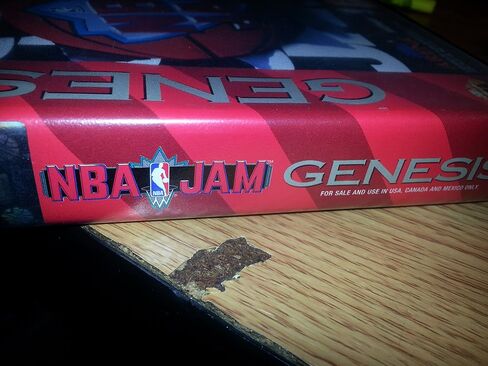 GENESIS
NBA JAM
NBA
GENESIS
FOR SALE AND USE IN USA, CANADA AND MEXICO ONLY.